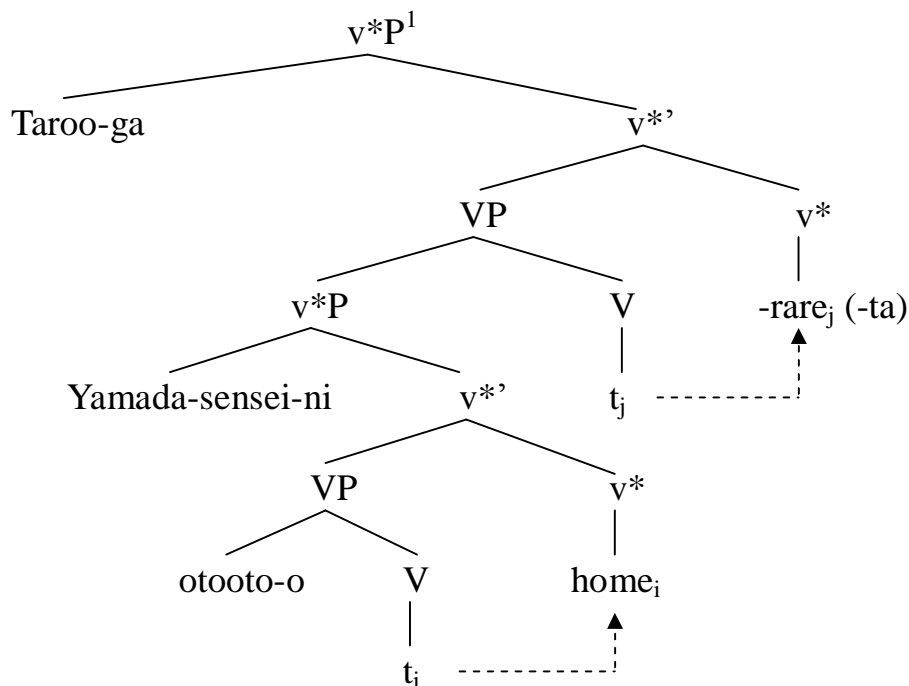 v*P¹
Taroo-ga v*’
VP v*
v*P V -rareⱼ (-ta)
Yamada-sensei-ni v*’ tⱼ
VP v*
otooto-o V homeᵢ
tᵢ